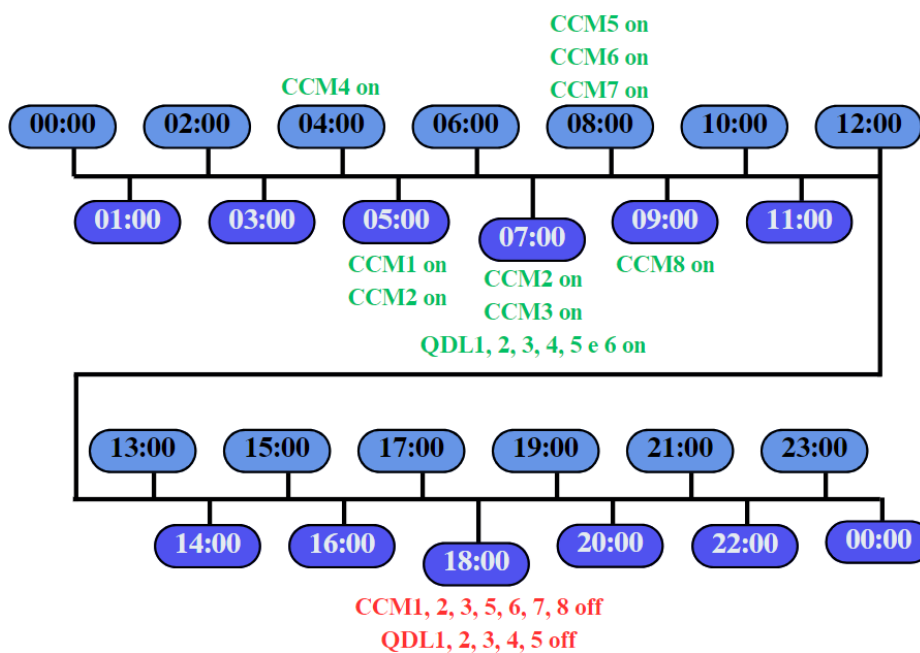 CCM5 on
CCM6 on
CCM4 on
CCM7 on
00:00 02:00 04:00 06:00 08:00 10:00 12:00
01:00 03:00 05:00 07:00 09:00 11:00
CCM1 on CCM2 on CCM8 on
CCM2 on CCM3 on
QDL1, 2, 3, 4, 5 e 6 on
13:00 15:00 17:00 19:00 21:00 23:00
14:00 16:00 18:00 20:00 22:00 00:00
CCM1, 2, 3, 5, 6, 7, 8 off
QDL1, 2, 3, 4, 5 off